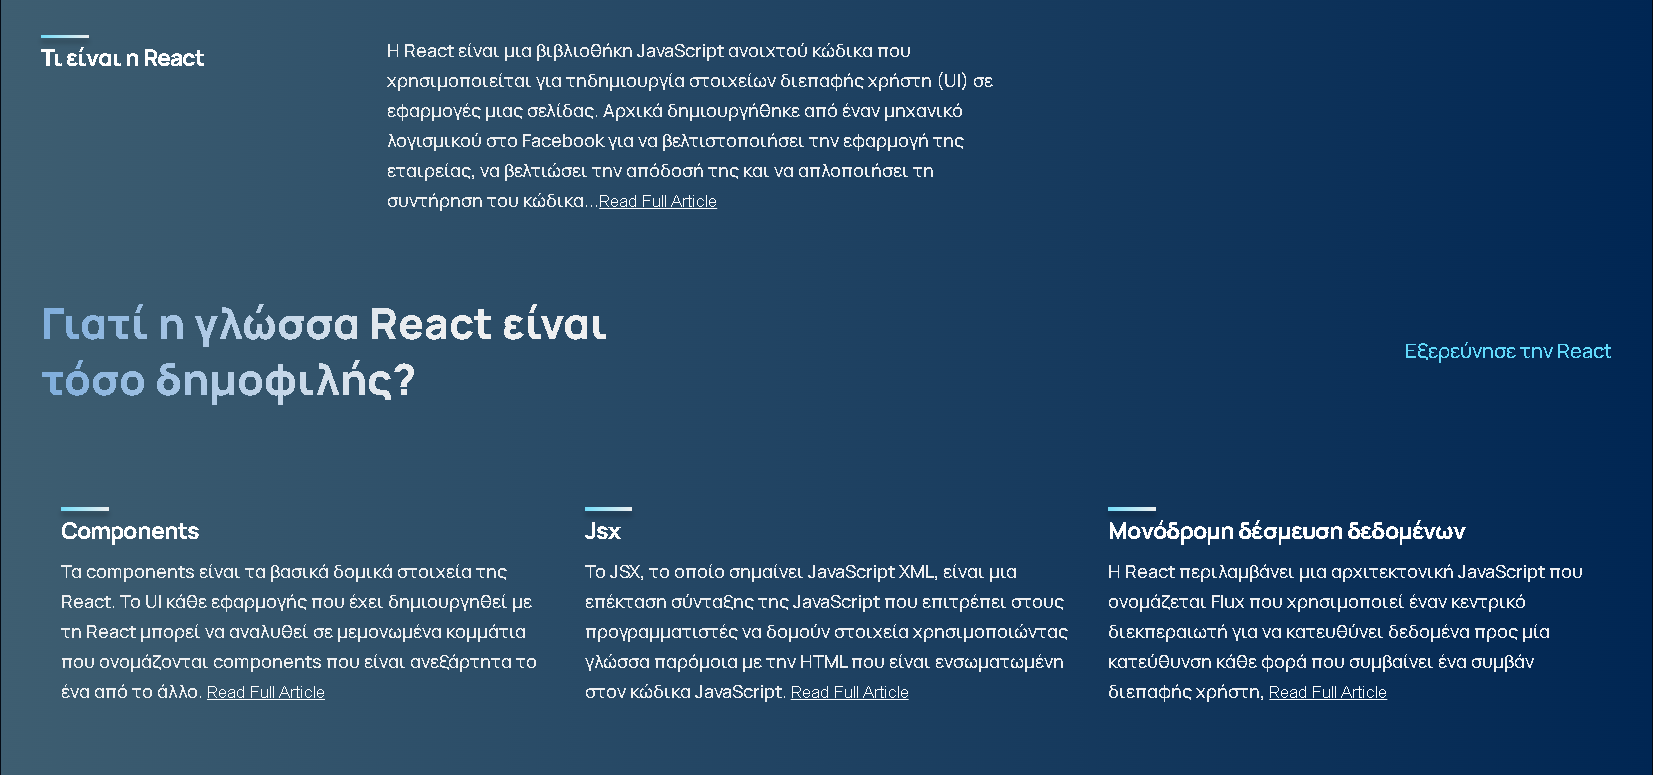 Τι είναι η React
Η React είναι μια βιβλιοθήκη JavaScript ανοιχτού κώδικα που
χρησιμοποιείται για τηδημιουργία στοιχείων διεπαφής χρήστη (UI) σε
εφαρμογές μιας σελίδας. Αρχικά δημιουργήθηκε από έναν μηχανικό
λογισμικού στο Facebook για να βελτιστοποιήσει την εφαρμογή της
εταιρείας, να βελτιώσει την απόδοσή της και να απλοποιήσει τη
συντήρηση του κώδικα...Read Full Article
Γιατί η γλώσσα React είναι
τόσο δημοφιλής?
Εξερεύνησε την React
Components
Τα components είναι τα βασικά δομικά στοιχεία της
React. Το UI κάθε εφαρμογής που έχει δημιουργηθεί με
τη React μπορεί να αναλυθεί σε μεμονωμένα κομμάτια
που ονομάζονται components που είναι ανεξάρτητα το
ένα από το άλλο. Read Full Article
Jsx
Το JSX, το οποίο σημαίνει JavaScript XML, είναι μια
επέκταση σύνταξης της JavaScript που επιτρέπει στους
προγραμματιστές να δομούν στοιχεία χρησιμοποιώντας
γλώσσα παρόμοια με την HTML που είναι ενσωματωμένη
στον κώδικα JavaScript. Read Full Article
Μονόδρομη δέσμευση δεδομένων
Η React περιλαμβάνει μια αρχιτεκτονική JavaScript που
ονομάζεται Flux που χρησιμοποιεί έναν κεντρικό
διεκπεραιωτή για να κατευθύνει δεδομένα προς μία
κατεύθυνση κάθε φορά που συμβαίνει ένα συμβάν
διεπαφής χρήστη, Read Full Article